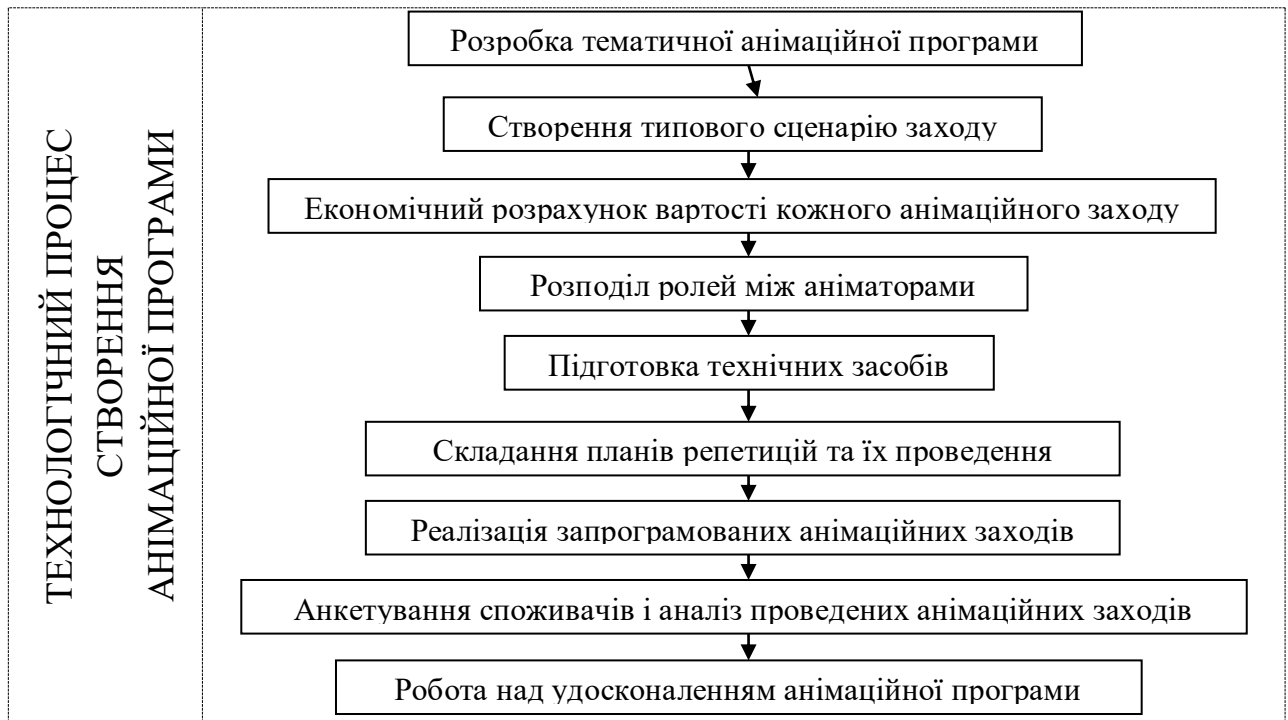 ТЕХНОЛОГІЧНИЙ ПРОЦЕС
СТВОРЕННЯ
АНІМАЦІЙНОЇ ПРОГРАМИ
Розробка тематичної анімаційної програми
Створення типового сценарію заходу
Економічний розрахунок вартості кожного анімаційного заходу
Розподіл ролей між аніматорами
Підготовка технічних засобів
Складання планів репетицій та їх проведення
Реалізація запрограмованих анімаційних заходів
Анкетування споживачів і аналіз проведених анімаційних заходів
Робота над удосконаленням анімаційної програми